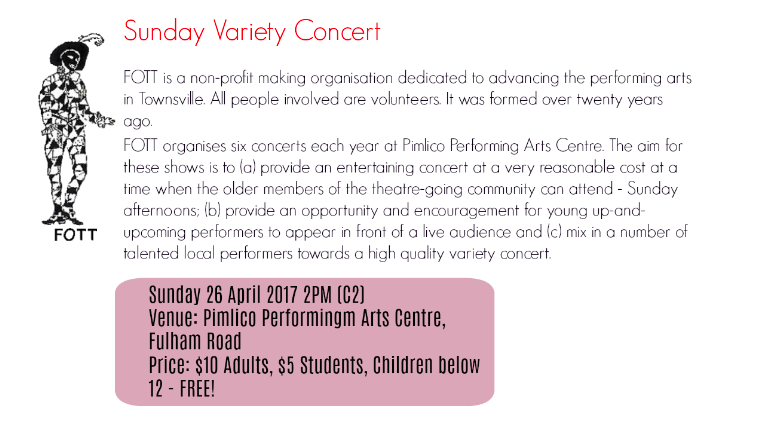 Sunday Variety Concert
FOTT is a non-profit making organisation dedicated to advancing the performing arts
in Townsville. All people involved are volunteers. It was formed over twenty years
ago.
FOTT organises six concerts each year at Pimlico Performing Arts Centre. The aim for
these shows is to (a) provide an entertaining concert at a very reasonable cost at a
time when the older members of the theatre-going community can attend - Sunday
afternoons; (b) provide an opportunity and encouragement for young up-and-
upcoming performers to appear in front of a live audience and (c) mix in a number of
talented local performers towards a high quality variety concert.
FOTT
Sunday 26 April 2017 2PM (C2)
Venue: Pimlico Performingm Arts Centre,
Fulham Road
Price: $10 Adults, $5 Students, Children below
12 - FREE!